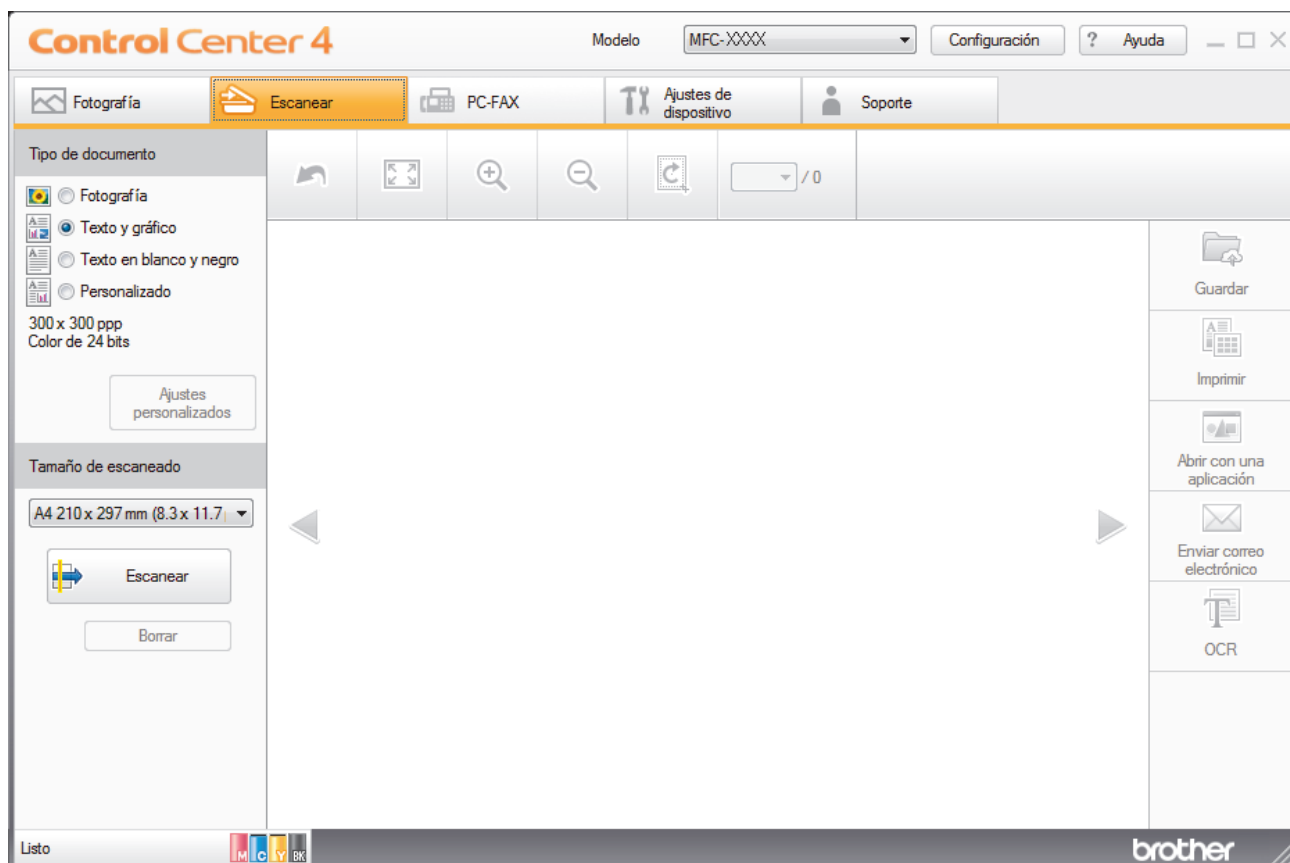 Control Center 4
Modelo
MFC-XXXX
Configuración
? Ayuda
Fotografía
Escanear
PC-FAX
Ajustes de
dispositivo
Soporte
Tipo de documento
/ 0
Fotografía
Texto y gráfico
Texto en blanco y negro
Personalizado
300 x 300 ppp
Color de 24 bits
Ajustes
personalizados
Tamaño de escaneado
A4 210 x 297 mm (8.3 x 11.7
Escanear
Borrar
Guardar
Imprimir
Abrir con una
aplicación
Enviar correo
electrónico
OCR
Listo
M C Y BK
brother